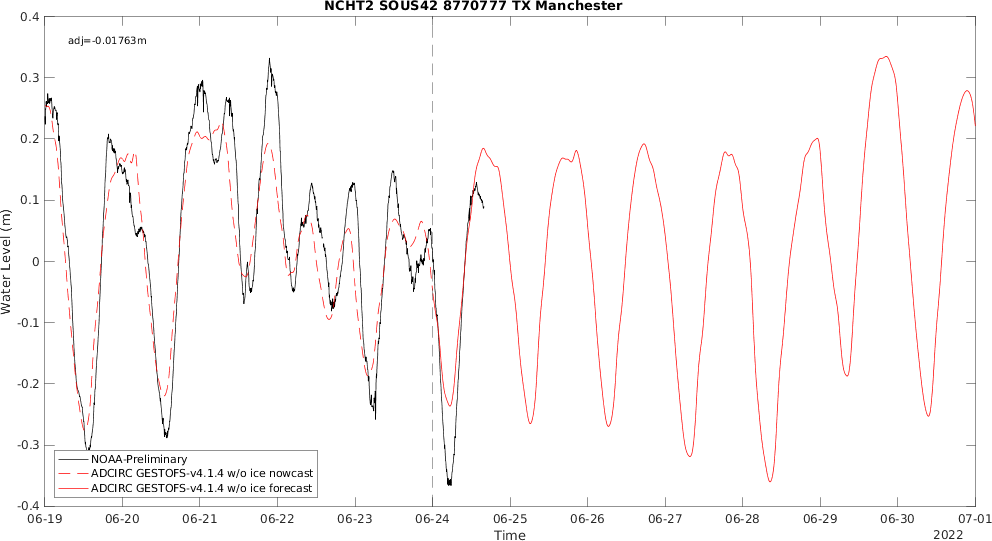 NCHT2 SOUS42 8770777 TX Manchester
adj=-0.01763m
0.4
0.3
0.2
0.1
0
-0.1
-0.2
-0.3
-0.4
Water Level (m)
NOAA-Preliminary
ADCIRC GESTOFS-v4.1.4 w/o ice nowcast
ADCIRC GESTOFS-v4.1.4 w/o ice forecast
06-19 06-20 06-21 06-22 06-23 06-24 06-25 06-26 06-27 06-28 06-29 06-30 07-01
Time
2022